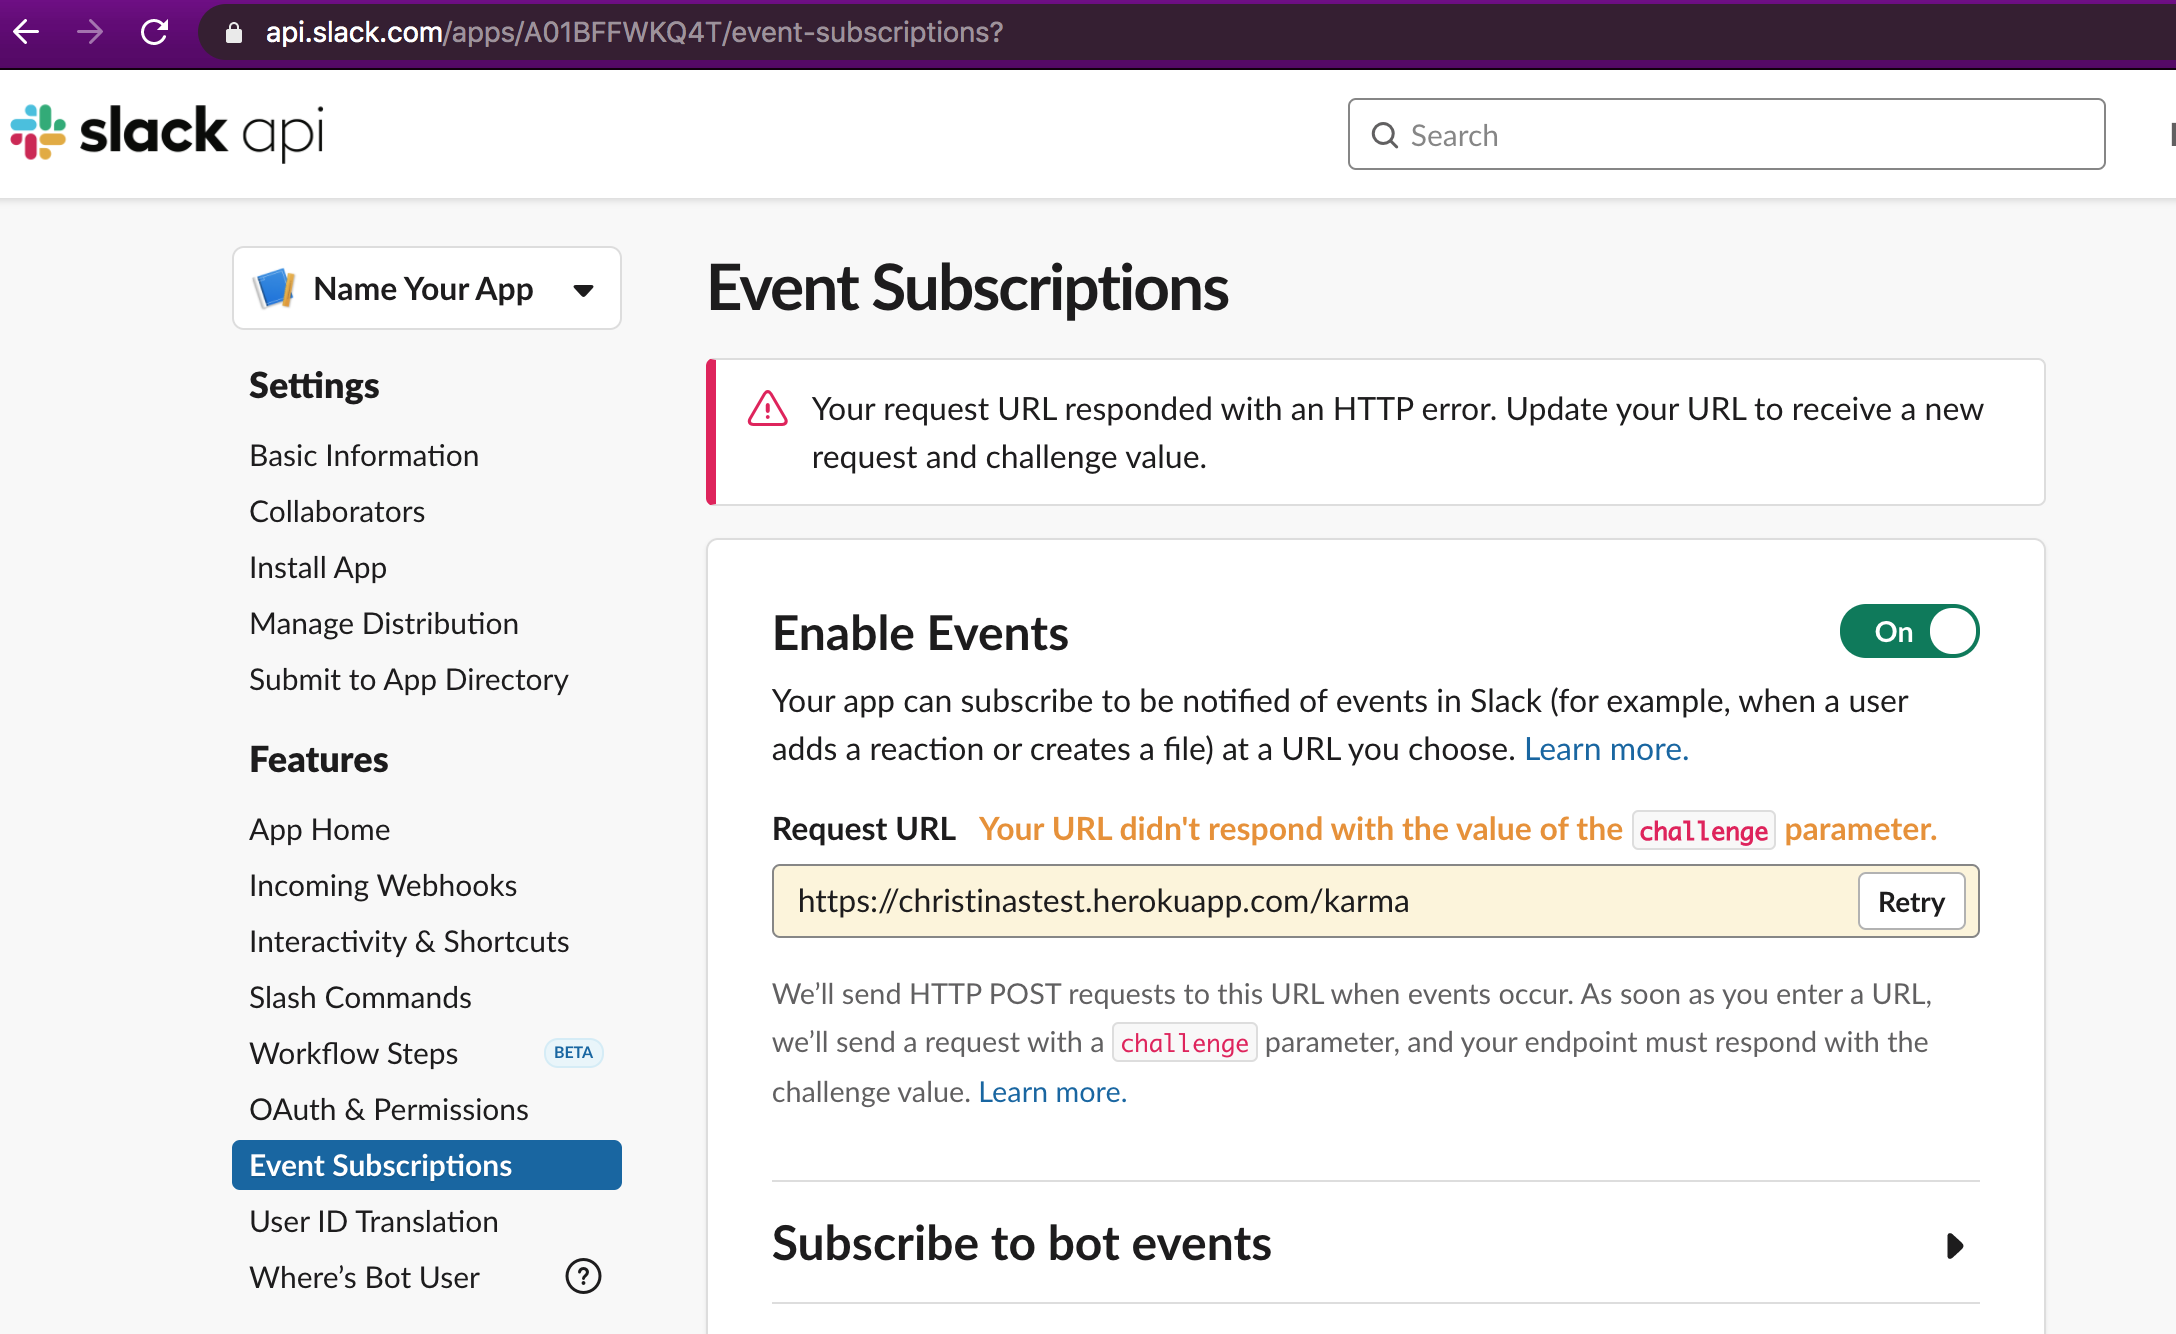 api.slack.com/apps/A01BFFWKQ4T/event-subscriptions?
slack api
Search
Name Your App
Settings
Basic Information
Collaborators
Install App
Manage Distribution
Submit to App Directory
Features
App Home
Incoming Webhooks
Interactivity & Shortcuts
Slash Commands
Workflow Steps BETA
OAuth & Permissions
Event Subscriptions
User ID Translation
Where’s Bot User ?
Event Subscriptions
Your request URL responded with an HTTP error. Update your URL to receive a new
request and challenge value.
Enable Events On
Your app can subscribe to be notified of events in Slack (for example, when a user
adds a reaction or creates a file) at a URL you choose. Learn more.
Request URL Your URL didn't respond with the value of the challenge parameter.
https://christinastest.herokuapp.com/karma Retry
We’ll send HTTP POST requests to this URL when events occur. As soon as you enter a URL,
we’ll send a request with a challenge parameter, and your endpoint must respond with the
challenge value. Learn more.
Subscribe to bot events